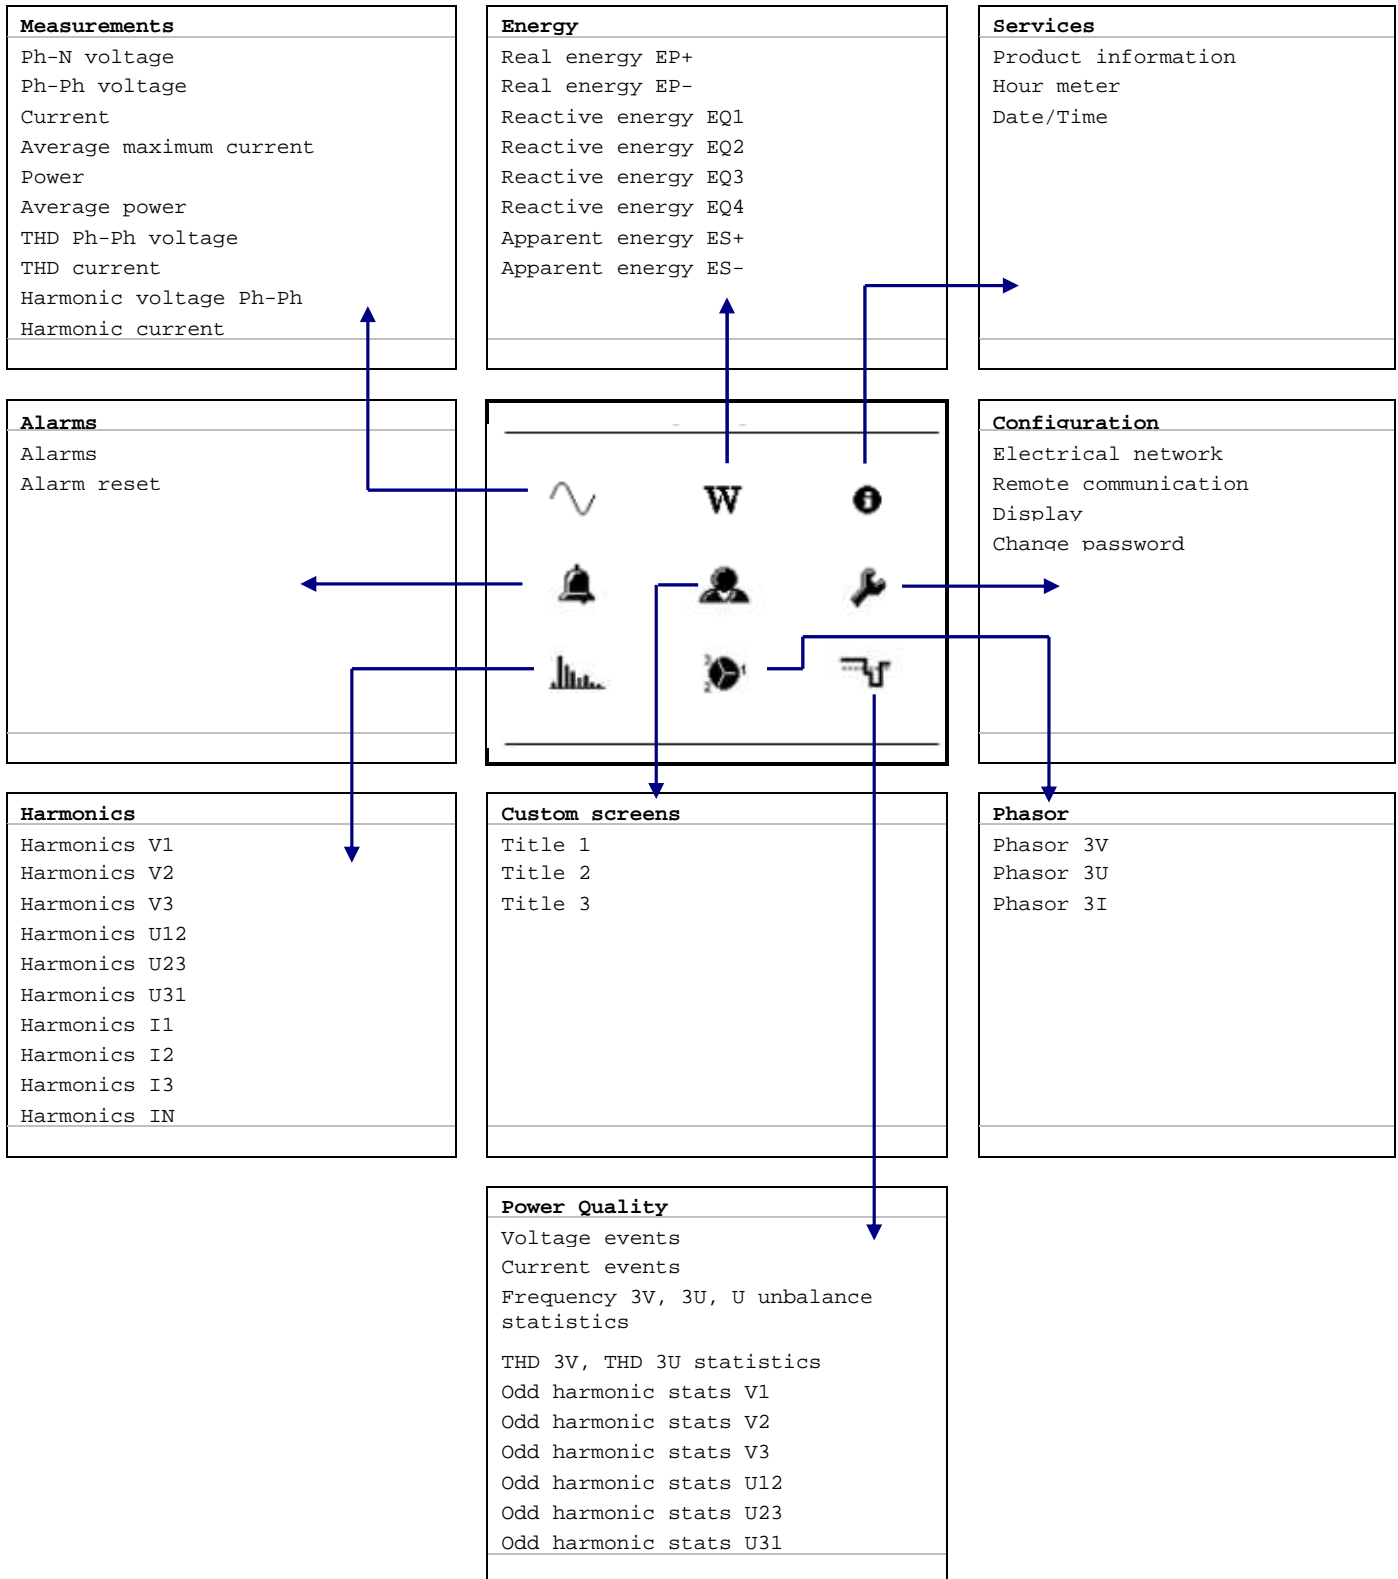 Measurements
Ph-N voltage
Ph-Ph voltage
Current
Average maximum current
Power
Average power
THD Ph-Ph voltage
THD current
Harmonic voltage Ph-Ph
Harmonic current
Energy
Real energy EP+
Real energy EP-
Reactive energy EQ1
Reactive energy EQ2
Reactive energy EQ3
Reactive energy EQ4
Apparent energy ES+
Apparent energy ES-
Services
Product information
Hour meter
Date/Time
Alarms
Alarms
Alarm reset
W
i
3
1
2
Configuration
Electrical network
Remote communication
Display
Change password
Harmonics
Harmonics V1
Harmonics V2
Harmonics V3
Harmonics U12
Harmonics U23
Harmonics U31
Harmonics I1
Harmonics I2
Harmonics I3
Harmonics IN
Custom screens
Title 1
Title 2
Title 3
Phasor
Phasor 3V
Phasor 3U
Phasor 3I
Power Quality
Voltage events
Current events
Frequency 3V, 3U, U unbalance
statistics
THD 3V, THD 3U statistics
Odd harmonic stats V1
Odd harmonic stats V2
Odd harmonic stats V3
Odd harmonic stats U12
Odd harmonic stats U23
Odd harmonic stats U31